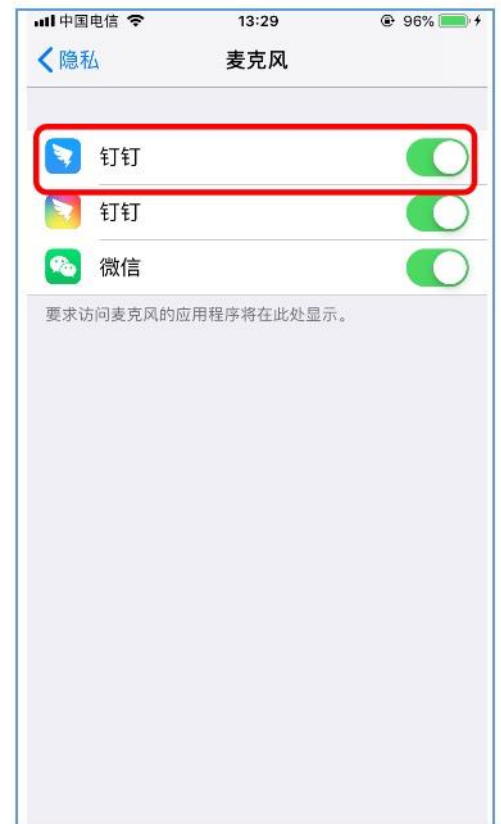 中国电信 13:29 96%
隐私 麦克风
钉钉
钉钉
微信
要求访问麦克风的应用程序将在此处显示。